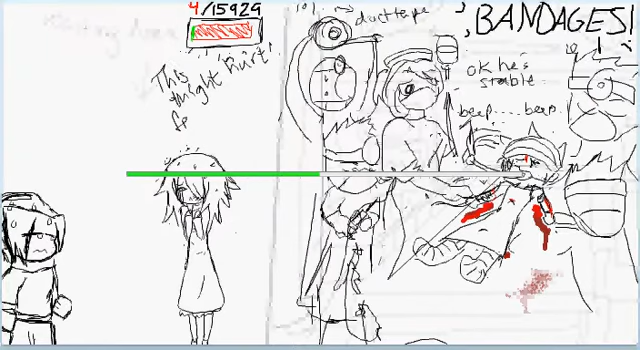 4/15929
duct tape
BANDAGES!
This
might hurt!
ok he's
stable
beep....beep